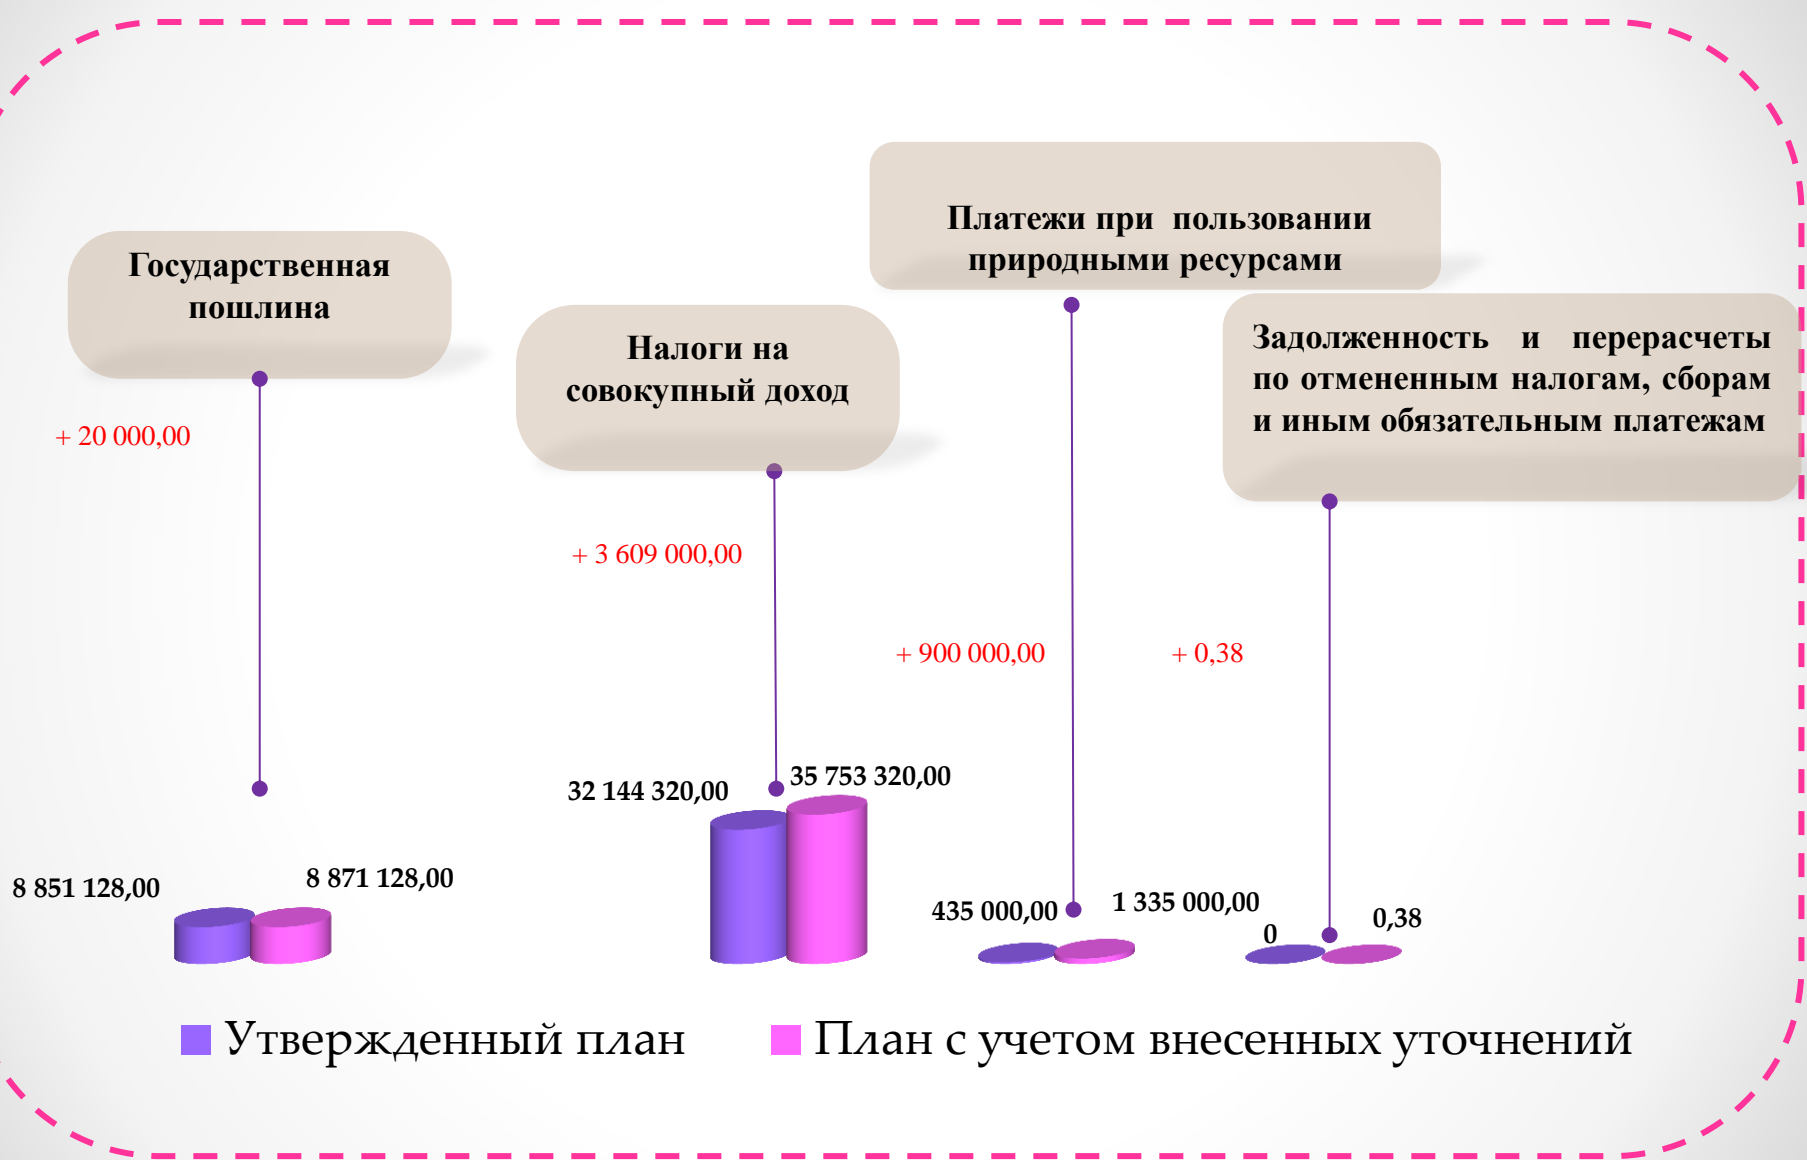 Государственная
пошлина
+ 20 000,00
8 851 128,00
8 871 128,00
Налоги на
совокупный доход
+ 3 609 000,00
32 144 320,00
35 753 320,00
Платежи при пользовании
природными ресурсами
+ 900 000,00
435 000,00
1 335 000,00
Задолженность и перерасчеты
по отмененным налогам, сборам
и иным обязательным платежам
+ 0,38
0
0,38
Утвержденный план
План с учетом внесенных уточнений